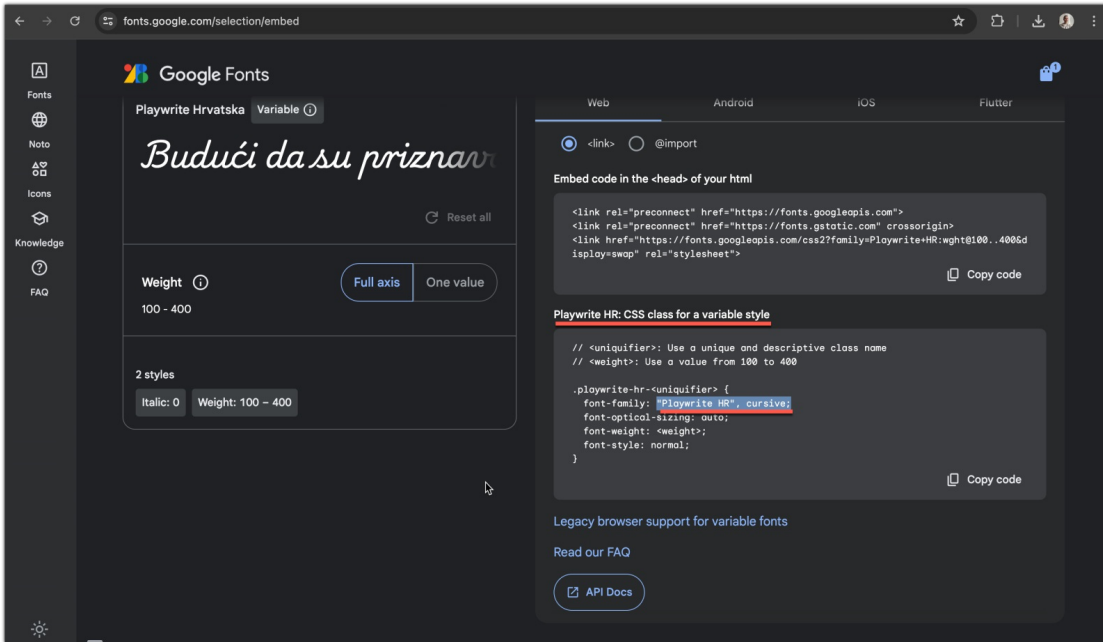 fonts.google.com/selection/embed
Fonts
Noto
Icons
Knowledge
FAQ
Google Fonts
1
Playwrite Hrvatska Variable
Budući da su priznavr
Reset all
Weight
100 - 400
Full axis One value
2 styles
Italic: 0 Weight: 100 – 400
Web Android iOS Flutter
<link> @import
Embed code in the <head> of your html
<link rel="preconnect" href="https://fonts.googleapis.com">
<link rel="preconnect" href="https://fonts.gstatic.com" crossorigin>
<link href="https://fonts.googleapis.com/css2?family=Playwrite+HR:wght@100..400&d
isplay=swap" rel="stylesheet">
Copy code
Playwrite HR: CSS class for a variable style
// <uniquifier>: Use a unique and descriptive class name
// <weight>: Use a value from 100 to 400
.playwrite-hr-<uniquifier> {
font-family: "Playwrite HR", cursive;
font-optical-sizing: auto;
font-weight: <weight>;
font-style: normal;
}
Copy code
Legacy browser support for variable fonts
Read our FAQ
API Docs